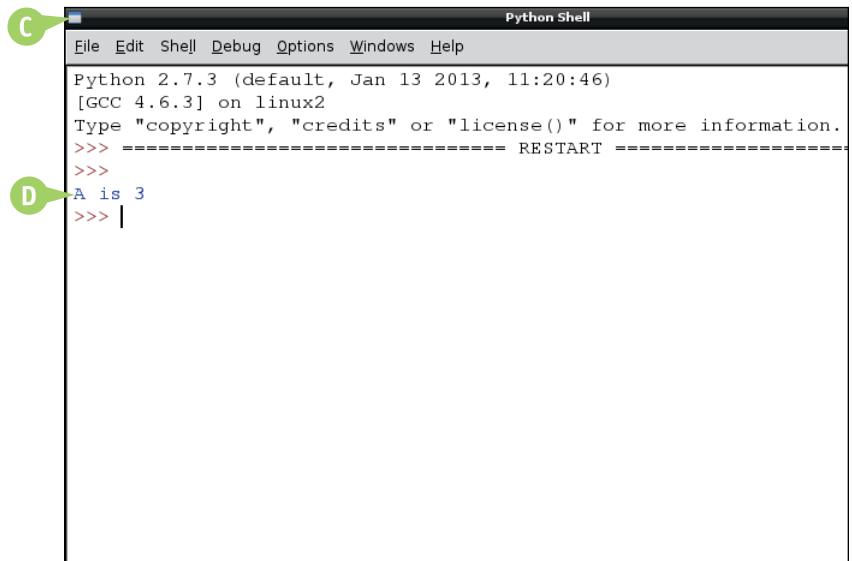 C
Python Shell
File Edit Shell Debug Options Windows Help
Python 2.7.3 (default, Jan 13 2013, 11:20:46)
[GCC 4.6.3] on linux2
Type "copyright", "credits" or "license()" for more information.
>>> ================================ RESTART ====================
>>>
D
A is 3
>>>